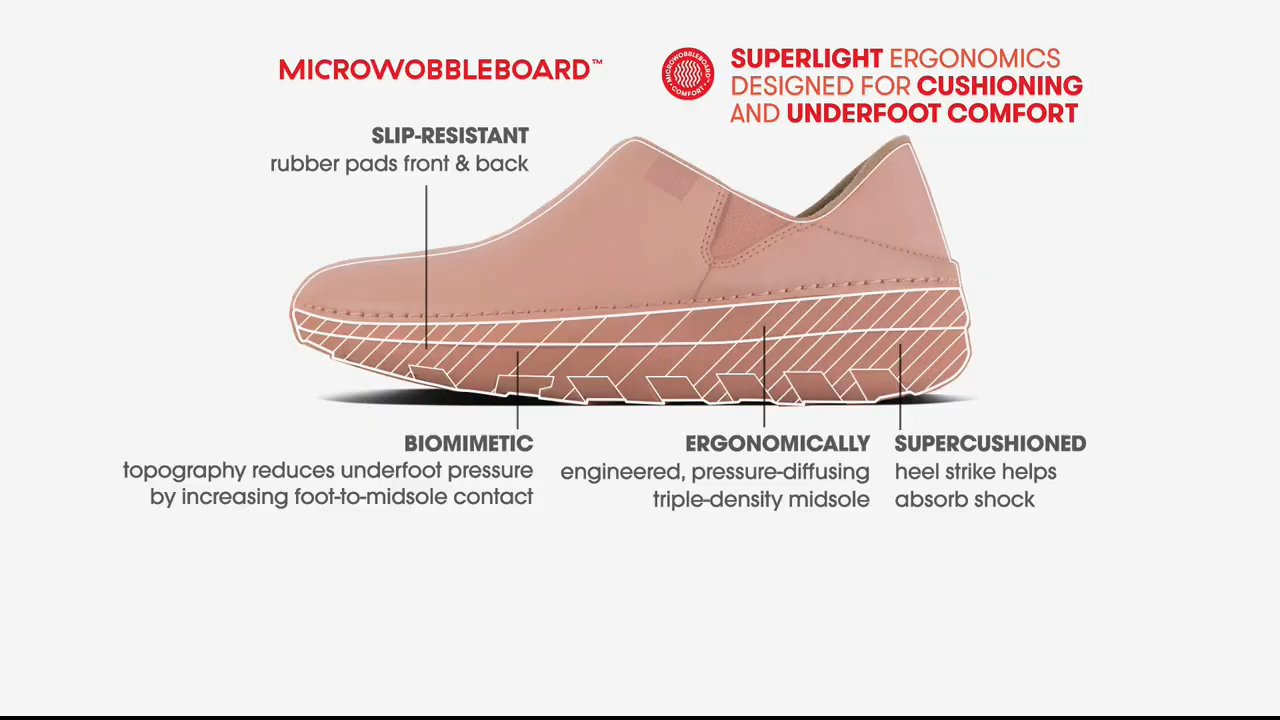 MICROWOBBLEBOARD™
MICROWOBBLEBOARD
COMFORT
SUPERLIGHT ERGONOMICS
DESIGNED FOR CUSHIONING
AND UNDERFOOT COMFORT
SLIP-RESISTANT
rubber pads front & back
BIOMIMETIC
topography reduces underfoot pressure
by increasing foot-to-midsole contact
ERGONOMICALLY
engineered, pressure-diffusing
triple-density midsole
SUPERCUSHIONED
heel strike helps
absorb shock